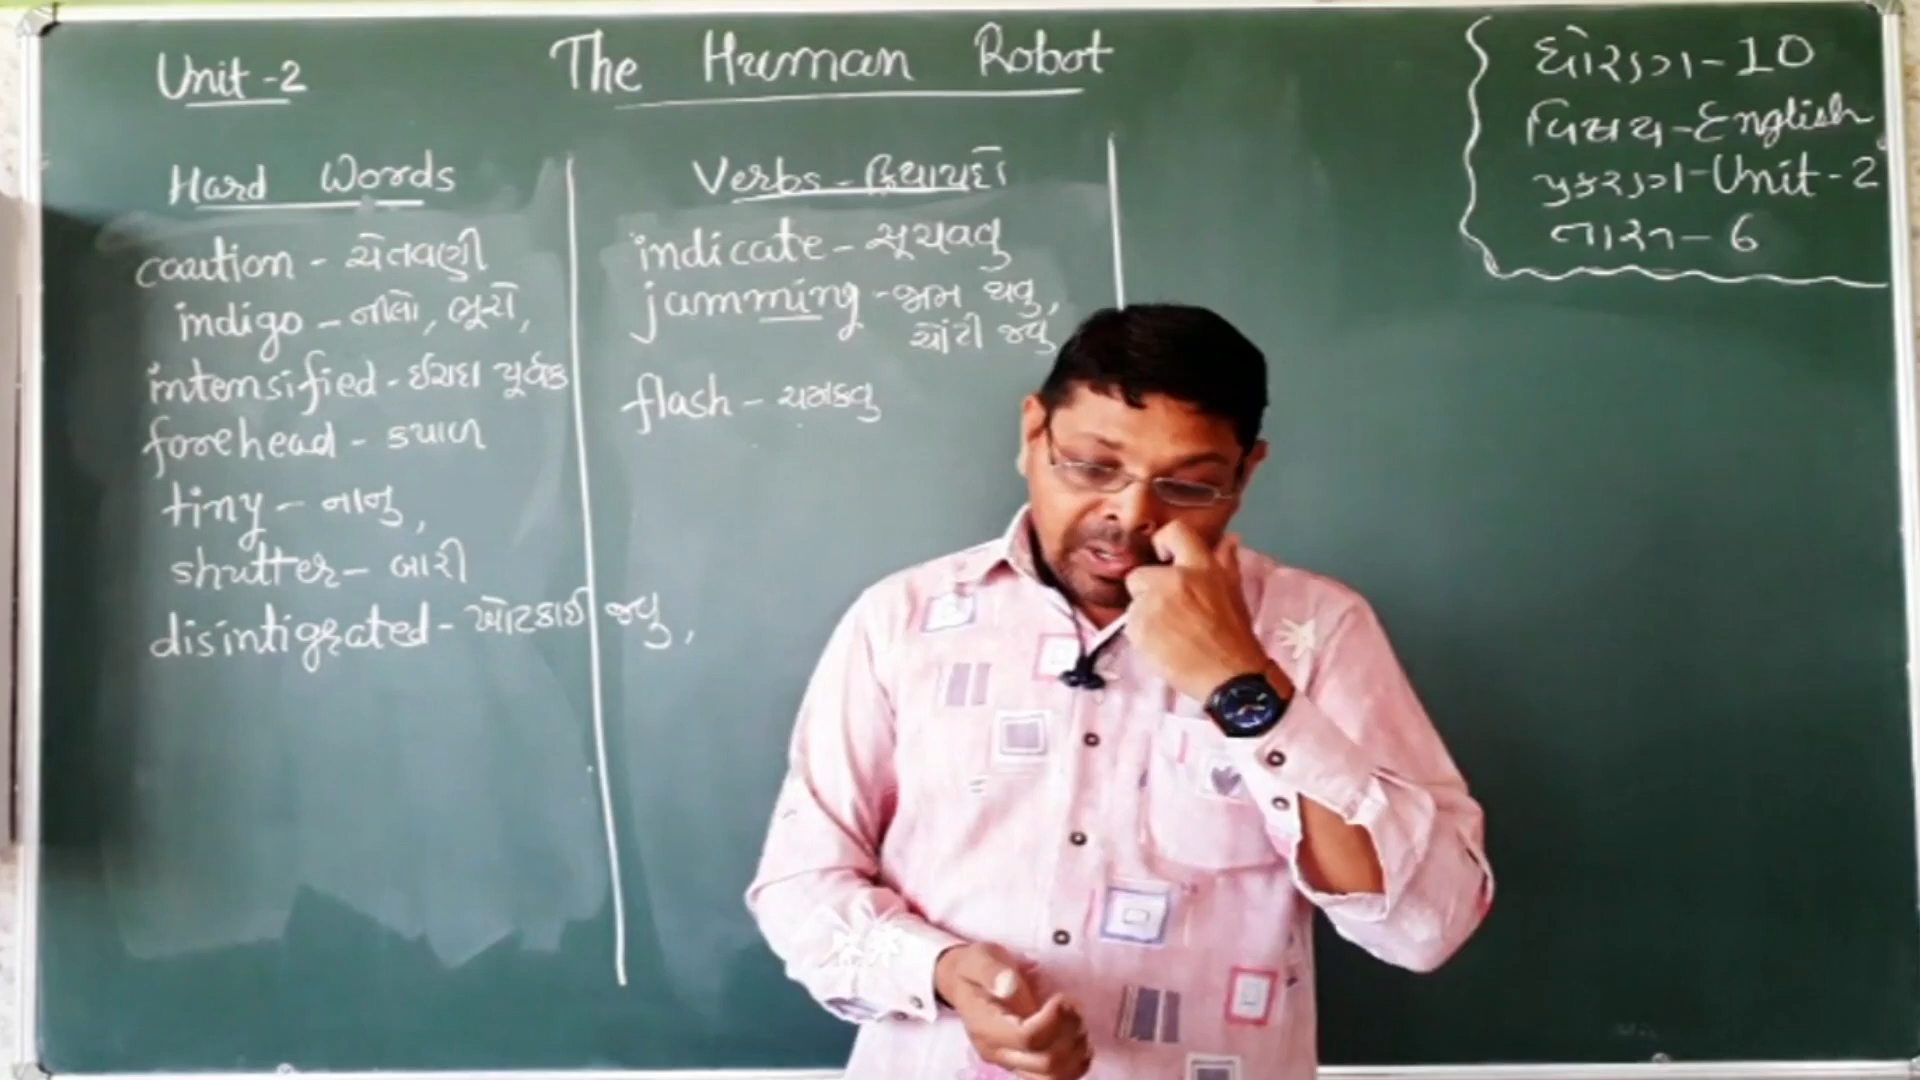 Unit - 2
The Human Robot
ધોરણ - 10
વિષય - English
પ્રકરણ - Unit - 2
તાસ - 6
Hard Words
caution - ચેતવણી
indigo - નીલો, ભૂરો,
intensified - ઈરાદા પૂર્વક
forehead - કપાળ
tiny - નાનુ,
shutter - બારી
disintigrated - ખોટકાઈ જવુ,
Verbs - ક્રિયાપદો
indicate - સૂચવવુ
jamming - જામ થવુ,
ચોંટી જવુ
flash - ચમકવુ